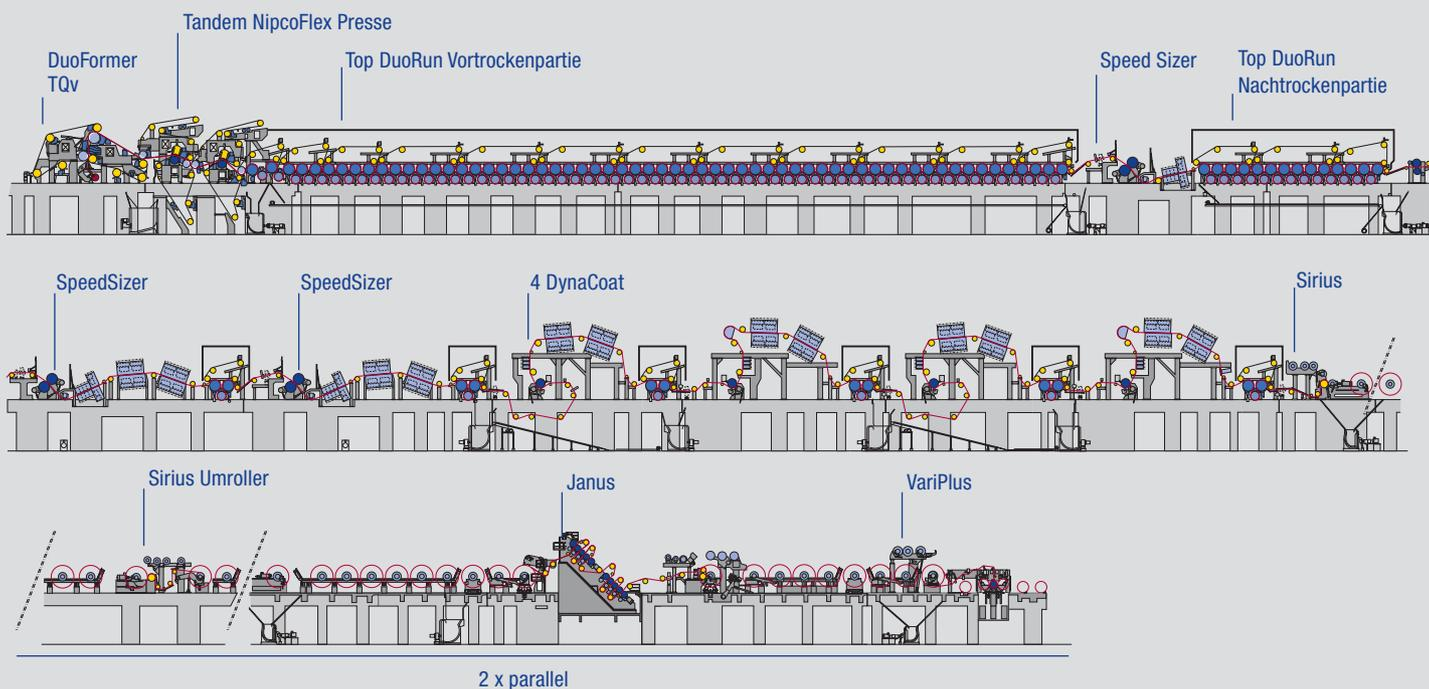 Tandem NipcoFlex Presse
DuoFormer
TQv
Top DuoRun Vortrockenpartie
Speed Sizer
Top DuoRun
Nachtrockenpartie
SpeedSizer
SpeedSizer
4 DynaCoat
Sirius
Sirius Umroller
Janus
VariPlus
2 x parallel